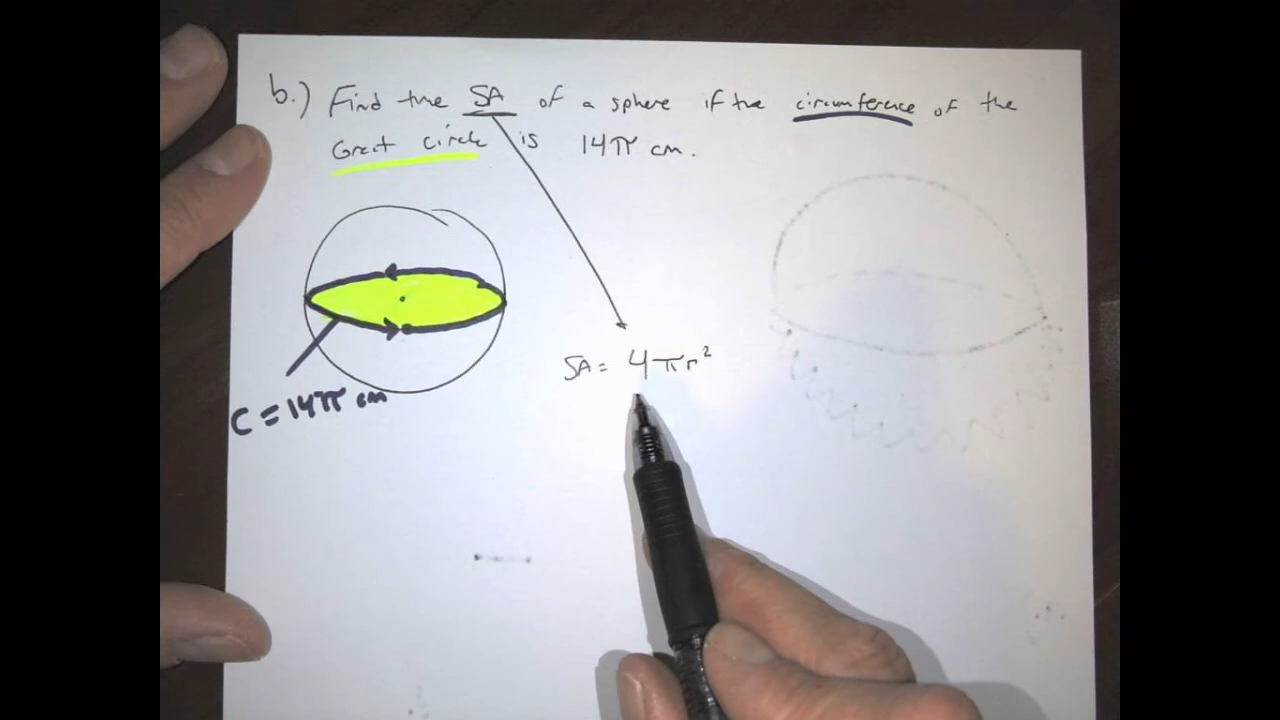 b.) Find the SA of a sphere if the circumference of the
Great circle is 14π cm.
SA = 4πr²
C = 14π cm